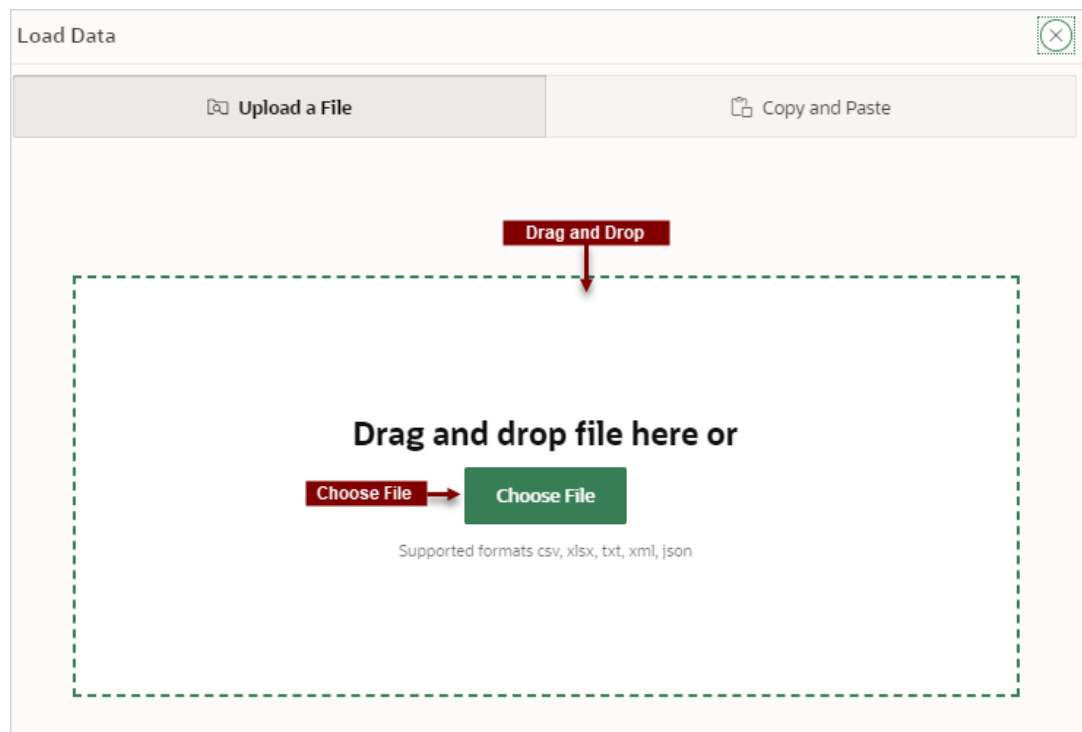 Load Data
Upload a File
Copy and Paste
Drag and Drop
Drag and drop file here or
Choose File
Choose File
Supported formats csv, xlsx, txt, xml, json